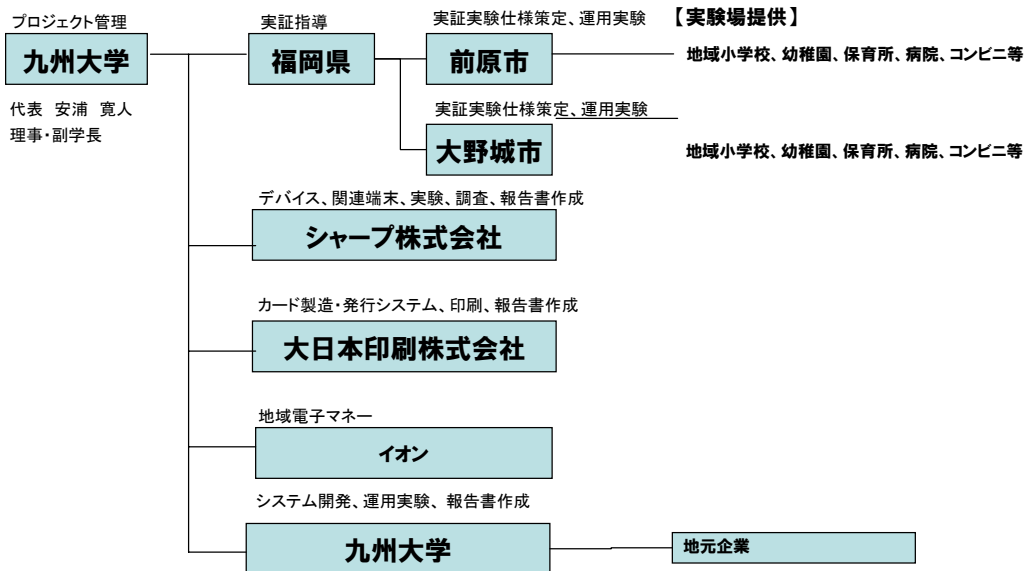 プロジェクト管理
九州大学
代表 安浦 寛人
理事・副学長
実証指導
福岡県
実証実験仕様策定、運用実験
前原市
【実験場提供】
地域小学校、幼稚園、保育所、病院、コンビニ等
実証実験仕様策定、運用実験
大野城市
地域小学校、幼稚園、保育所、病院、コンビニ等
デバイス、関連端末、実験、調査、報告書作成
シャープ株式会社
カード製造・発行システム、印刷、報告書作成
大日本印刷株式会社
地域電子マネー
イオン
システム開発、運用実験、報告書作成
九州大学
地元企業